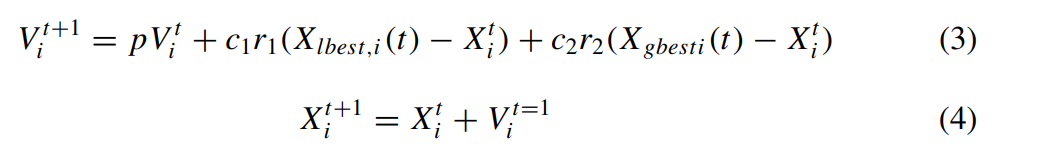 V_i^{t+1} = pV_i^t + c_1r_1(X_{lbest,i}(t) − X_i^t) + c_2r_2(X_{gbesti}(t) − X_i^t) (3)
X_i^{t+1} = X_i^t + V_i^{t=1} (4)